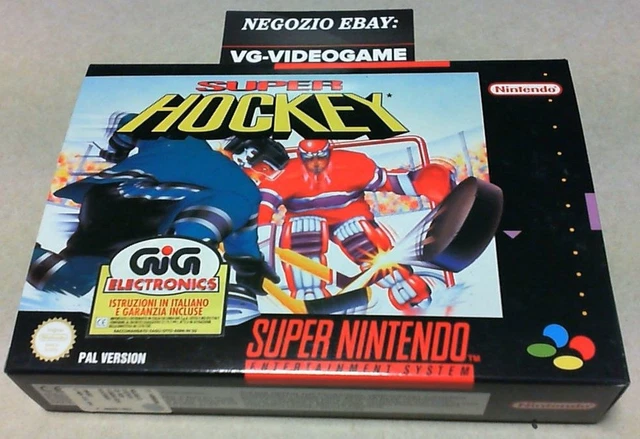 NEGOZIO EBAY:
VG-VIDEOGAME
SUPER
HOCKEY*
Nintendo
GIG
ELECTRONICS
ISTRUZIONI IN ITALIANO
E GARANZIA INCLUSE
PAL VERSION
SUPER NINTENDO™
ENTERTAINMENT SYSTEM
Nintendo